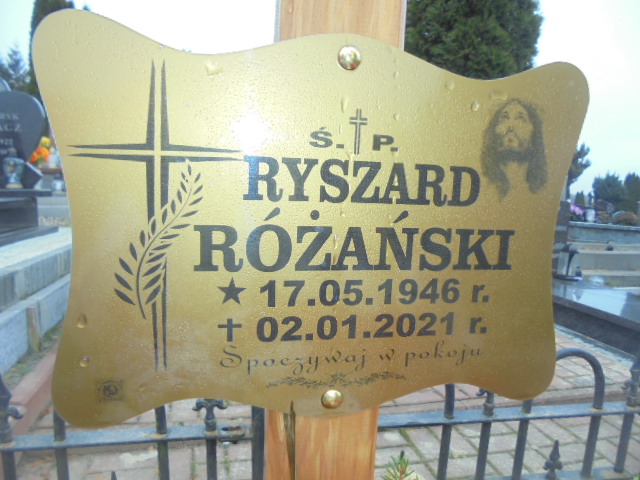 Ś. P.
RYSZARD
RÓŻAŃSKI
★ 17.05.1946 r.
✝ 02.01.2021 r.
Spoczywaj w pokoju